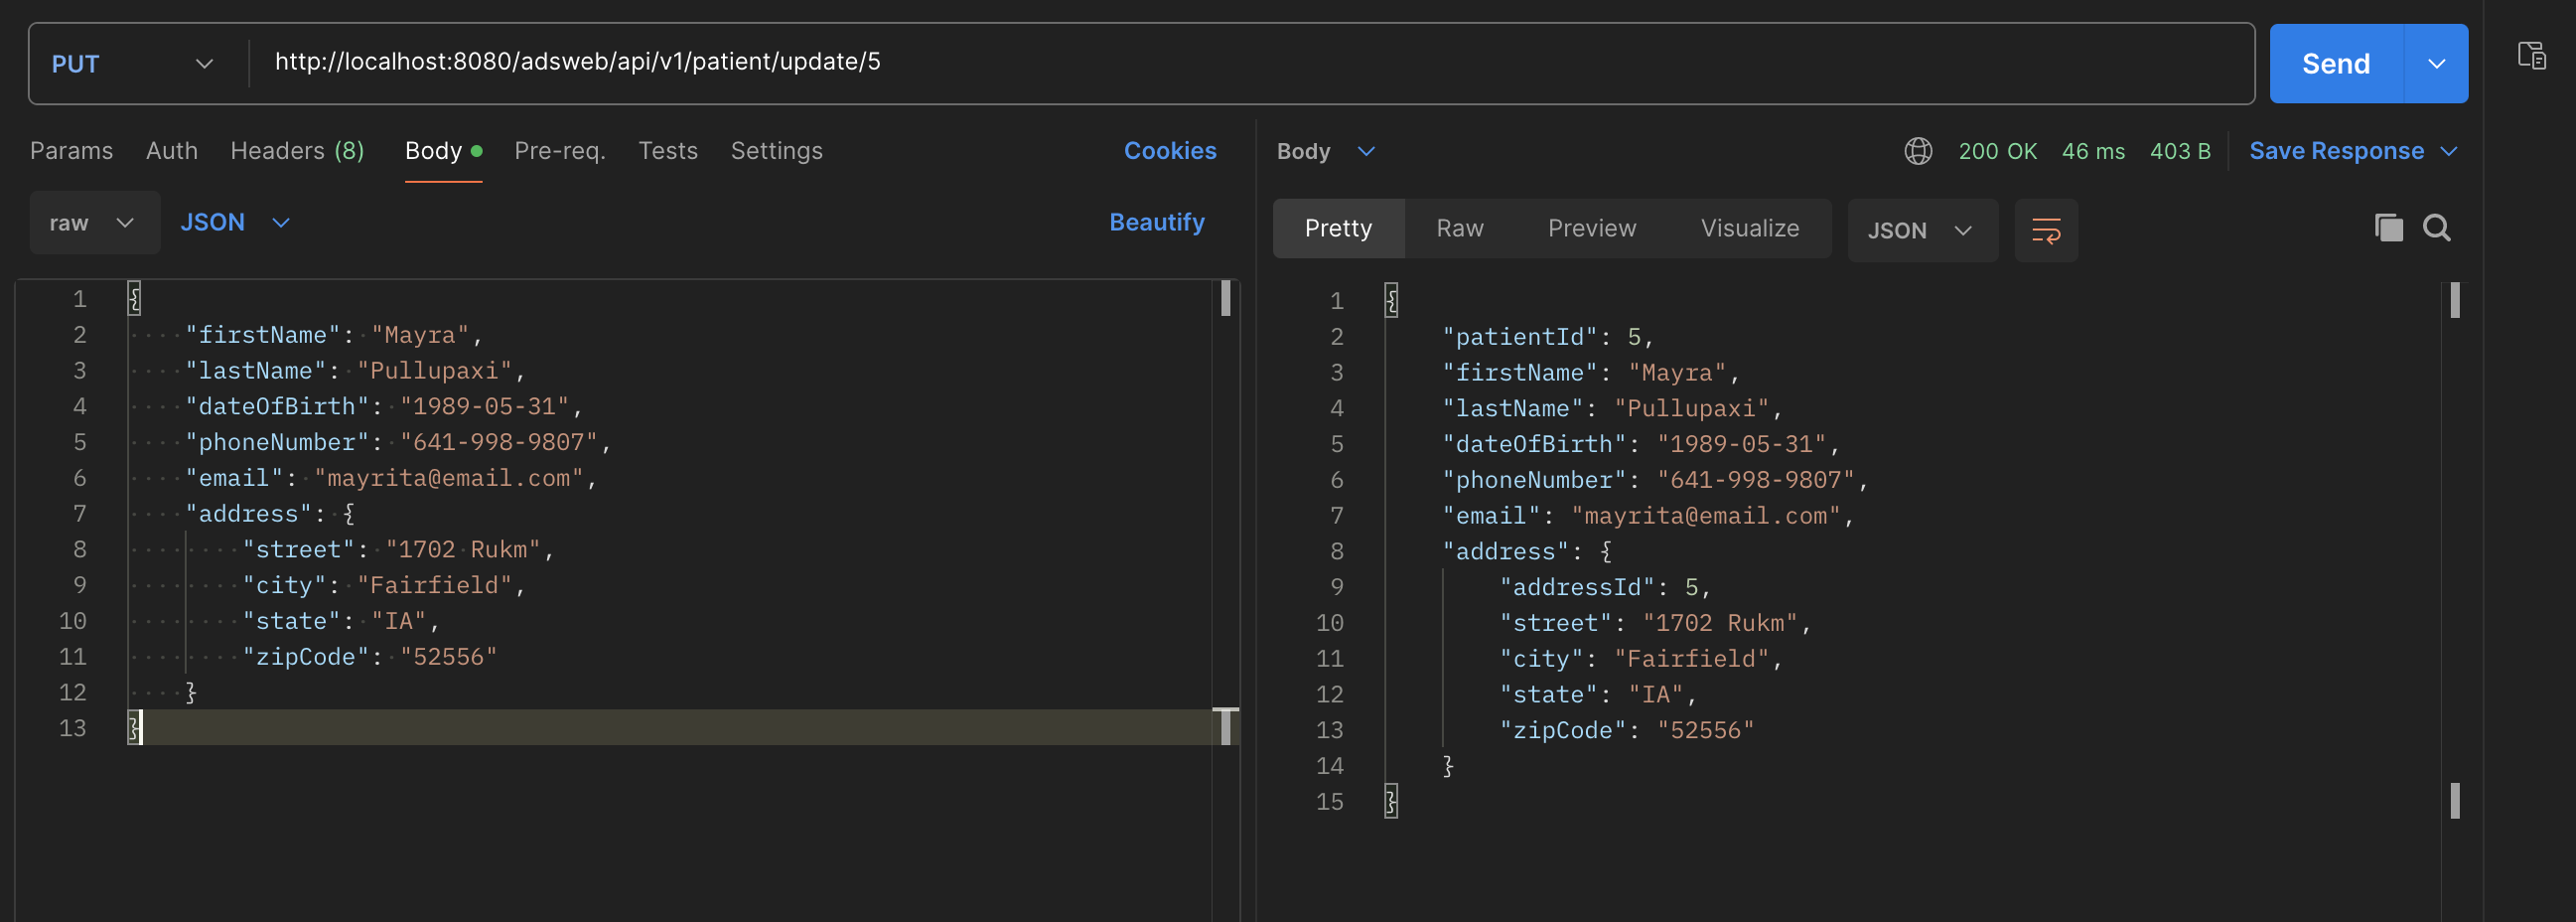 PUT http://localhost:8080/adsweb/api/v1/patient/update/5 Send
Params Auth Headers (8) Body Pre-req. Tests Settings Cookies
raw JSON Beautify
1 {
2 "firstName": "Mayra",
3 "lastName": "Pullupaxi",
4 "dateOfBirth": "1989-05-31",
5 "phoneNumber": "641-998-9807",
6 "email": "mayrita@email.com",
7 "address": {
8 "street": "1702 Rukm",
9 "city": "Fairfield",
10 "state": "IA",
11 "zipCode": "52556"
12 }
13 }
Body 200 OK 46 ms 403 B Save Response
Pretty Raw Preview Visualize JSON
1 {
2 "patientId": 5,
3 "firstName": "Mayra",
4 "lastName": "Pullupaxi",
5 "dateOfBirth": "1989-05-31",
6 "phoneNumber": "641-998-9807",
7 "email": "mayrita@email.com",
8 "address": {
9 "addressId": 5,
10 "street": "1702 Rukm",
11 "city": "Fairfield",
12 "state": "IA",
13 "zipCode": "52556"
14 }
15 }